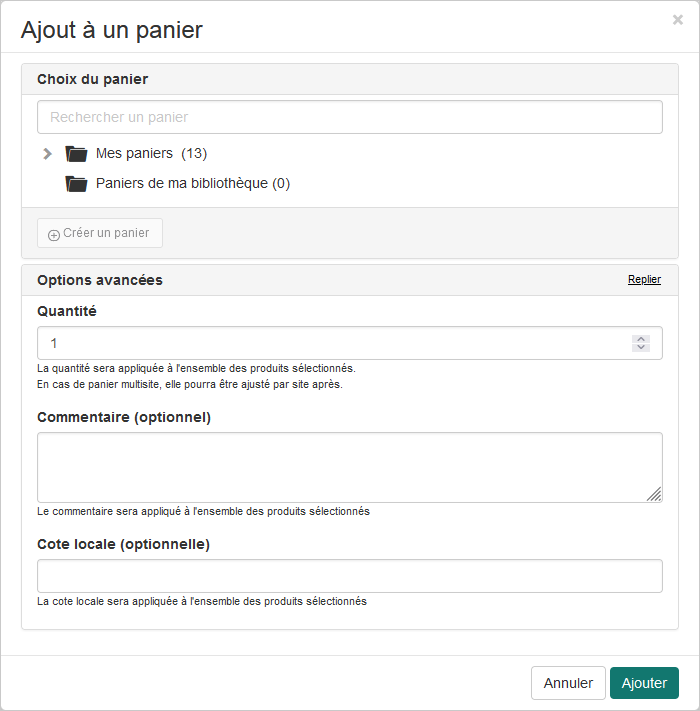 Ajout à un panier
×
Choix du panier
Rechercher un panier
Mes paniers (13)
Paniers de ma bibliothèque (0)
Créer un panier
Options avancées
Replier
Quantité
1
La quantité sera appliquée à l'ensemble des produits sélectionnés.
En cas de panier multisite, elle pourra être ajusté par site après.
Commentaire (optionnel)
Le commentaire sera appliqué à l'ensemble des produits sélectionnés
Cote locale (optionnelle)
La cote locale sera appliquée à l'ensemble des produits sélectionnés
Annuler
Ajouter